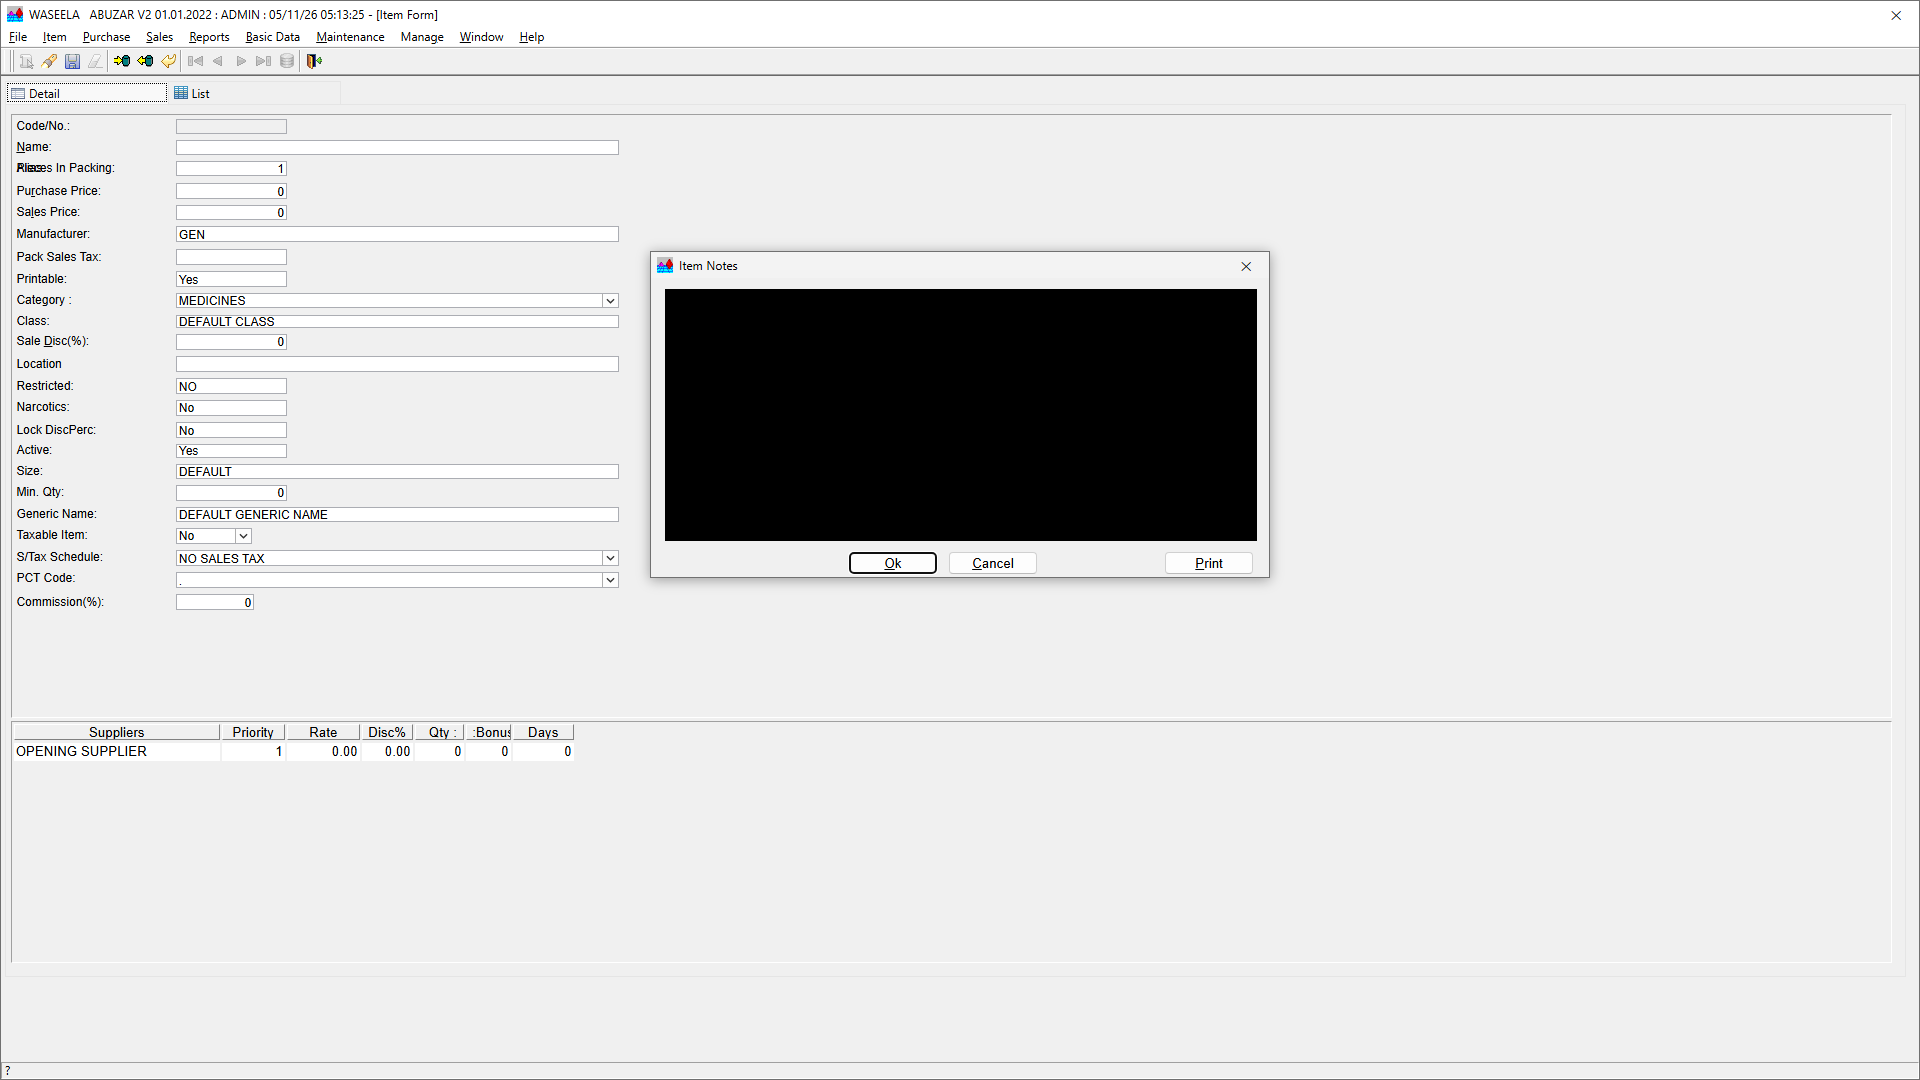 WASEELA ABUZAR V2 01.01.2022 : ADMIN : 05/11/26 05:13:25 - [Item Form]
File Item Purchase Sales Reports Basic Data Maintenance Manage Window Help
Detail List
Code/No.:
Name:
Pieces In Packing: 1
Purchase Price: 0
Sales Price: 0
Manufacturer: GEN
Pack Sales Tax:
Printable: Yes
Category : MEDICINES
Class: DEFAULT CLASS
Sale Disc(%): 0
Location
Restricted: NO
Narcotics: No
Lock DiscPerc: No
Active: Yes
Size: DEFAULT
Min. Qty: 0
Generic Name: DEFAULT GENERIC NAME
Taxable Item: No
S/Tax Schedule: NO SALES TAX
PCT Code: .
Commission(%): 0
Item Notes
Ok Cancel Print
Suppliers Priority Rate Disc% Qty : :Bonus Days
OPENING SUPPLIER 1 0.00 0.00 0 0 0
?